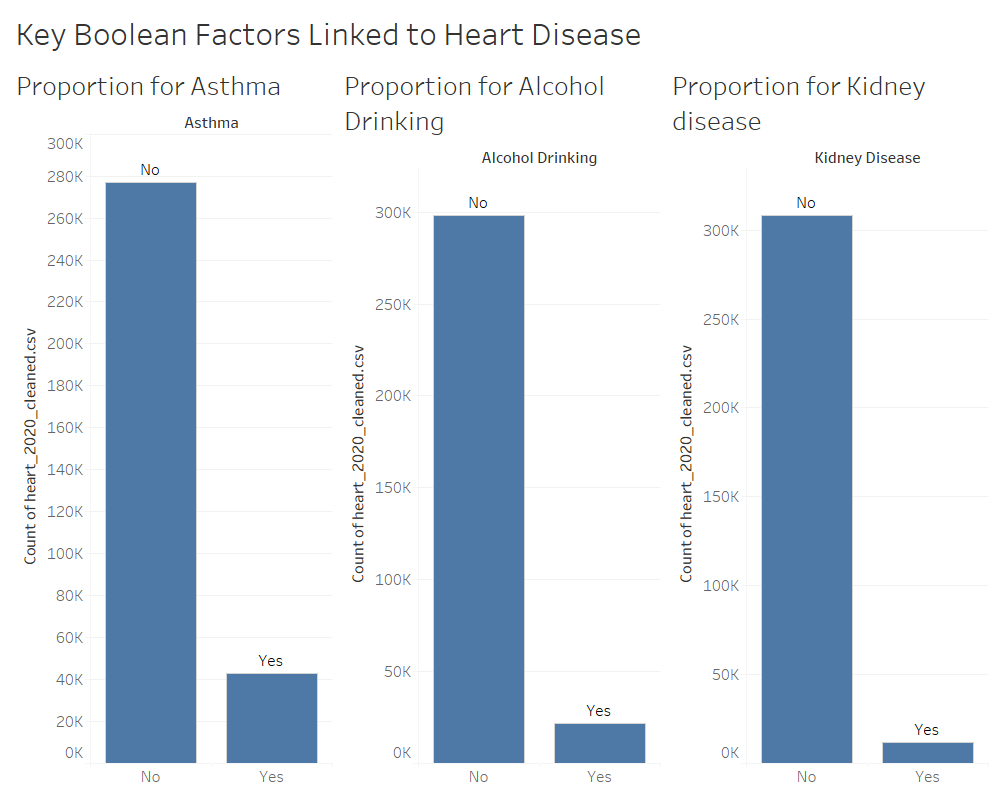 Key Boolean Factors Linked to Heart Disease
Proportion for Asthma
Asthma
Count of heart_2020_cleaned.csv
300K
280K
260K
240K
220K
200K
180K
160K
140K
120K
100K
80K
60K
40K
20K
0K
No
Yes
No
Yes
Proportion for Alcohol
Drinking
Alcohol Drinking
Count of heart_2020_cleaned.csv
300K
250K
200K
150K
100K
50K
0K
No
Yes
No
Yes
Proportion for Kidney
disease
Kidney Disease
Count of heart_2020_cleaned.csv
300K
250K
200K
150K
100K
50K
0K
No
Yes
No
Yes